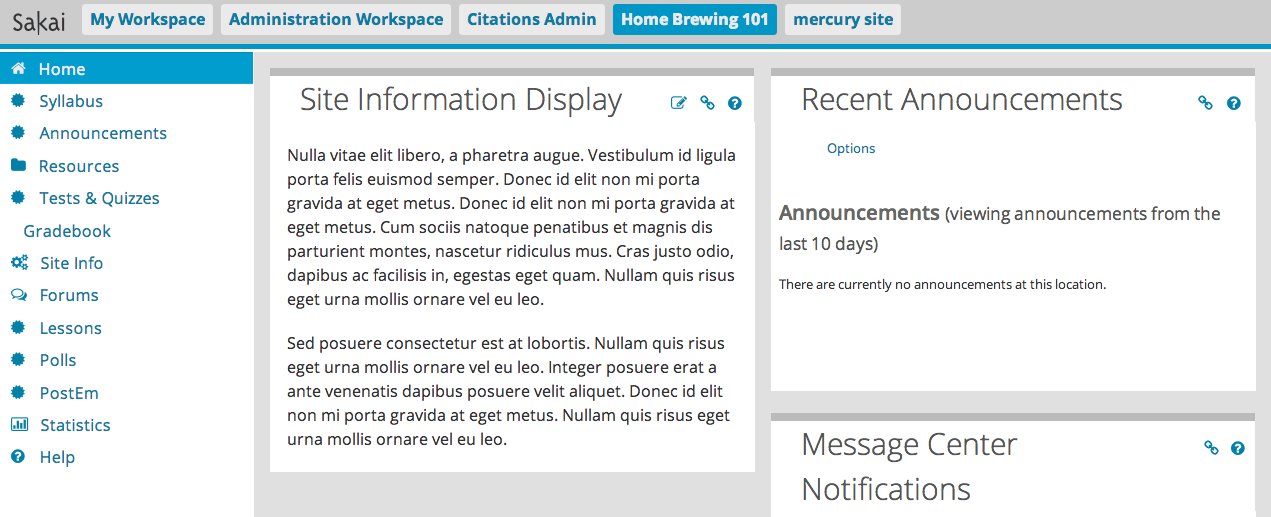 Sakai
My Workspace
Administration Workspace
Citations Admin
Home Brewing 101
mercury site
Home
Syllabus
Announcements
Resources
Tests & Quizzes
Gradebook
Site Info
Forums
Lessons
Polls
PostEm
Statistics
Help
Site Information Display
Nulla vitae elit libero, a pharetra augue. Vestibulum id ligula
porta felis euismod semper. Donec id elit non mi porta
gravida at eget metus. Donec id elit non mi porta gravida at
eget metus. Cum sociis natoque penatibus et magnis dis
parturient montes, nascetur ridiculus mus. Cras justo odio,
dapibus ac facilisis in, egestas eget quam. Nullam quis risus
eget urna mollis ornare vel eu leo.
Sed posuere consectetur est at lobortis. Nullam quis risus
eget urna mollis ornare vel eu leo. Integer posuere erat a
ante venenatis dapibus posuere velit aliquet. Donec id elit
non mi porta gravida at eget metus. Nullam quis risus eget
urna mollis ornare vel eu leo.
Recent Announcements
Options
Announcements (viewing announcements from the
last 10 days)
There are currently no announcements at this location.
Message Center
Notifications